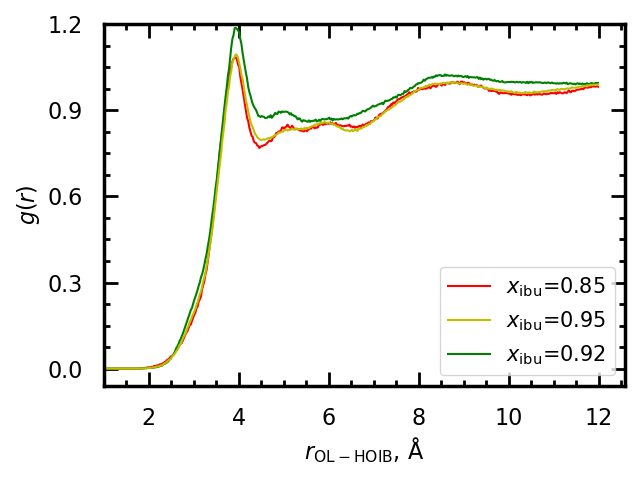 1.2
0.9
0.6
0.3
0.0
g(r)
x_ibu=0.85
x_ibu=0.95
x_ibu=0.92
2 4 6 8 10 12
r_OL−HOIB, Å